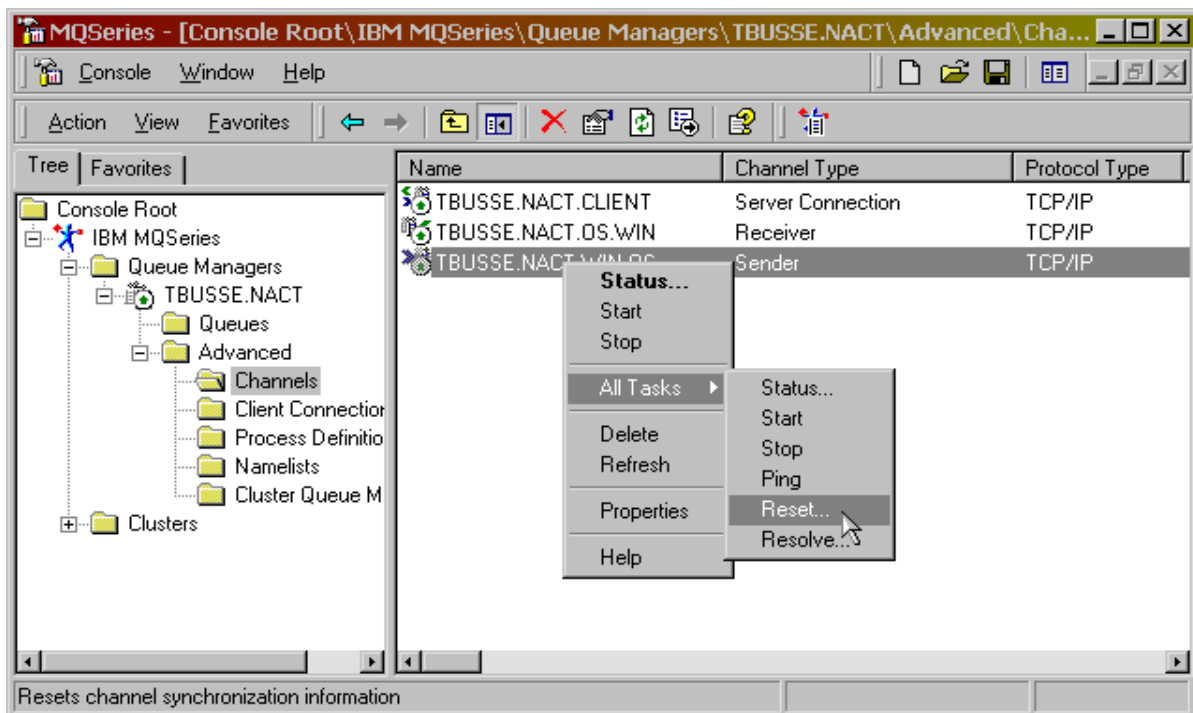 MQSeries - [Console Root\IBM MQSeries\Queue Managers\TBUSSE.NACT\Advanced\Cha...
Console Window Help
Action View Favorites
Tree Favorites
Console Root
IBM MQSeries
Queue Managers
TBUSSE.NACT
Queues
Advanced
Channels
Client Connection
Process Definitio
Namelists
Cluster Queue M
Clusters
Name Channel Type Protocol Type
TBUSSE.NACT.CLIENT Server Connection TCP/IP
TBUSSE.NACT.OS.WIN Receiver TCP/IP
TBUSSE.NACT.WIN.OS Sender TCP/IP
Status...
Start
Stop
All Tasks
Delete
Refresh
Properties
Help
Status...
Start
Stop
Ping
Reset...
Resolve...
Resets channel synchronization information